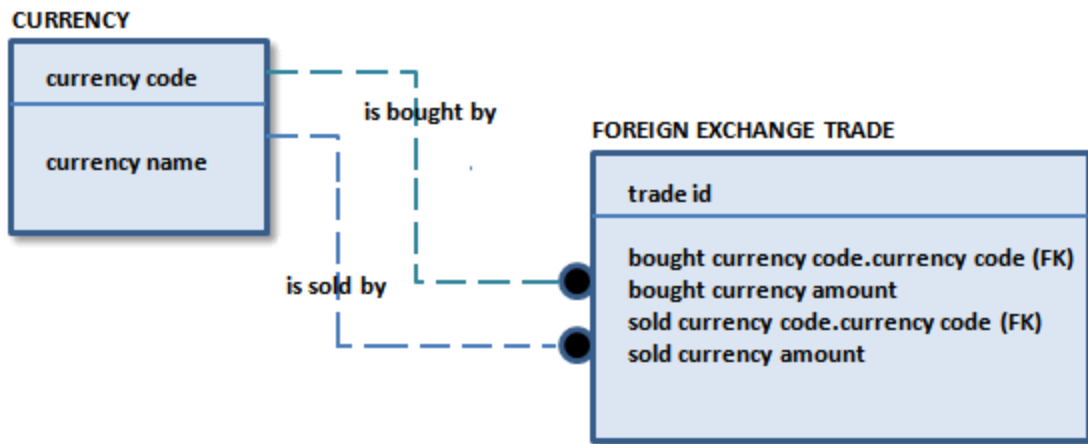 CURRENCY
currency code
currency name
is bought by
is sold by
FOREIGN EXCHANGE TRADE
trade id
bought currency code.currency code (FK)
bought currency amount
sold currency code.currency code (FK)
sold currency amount